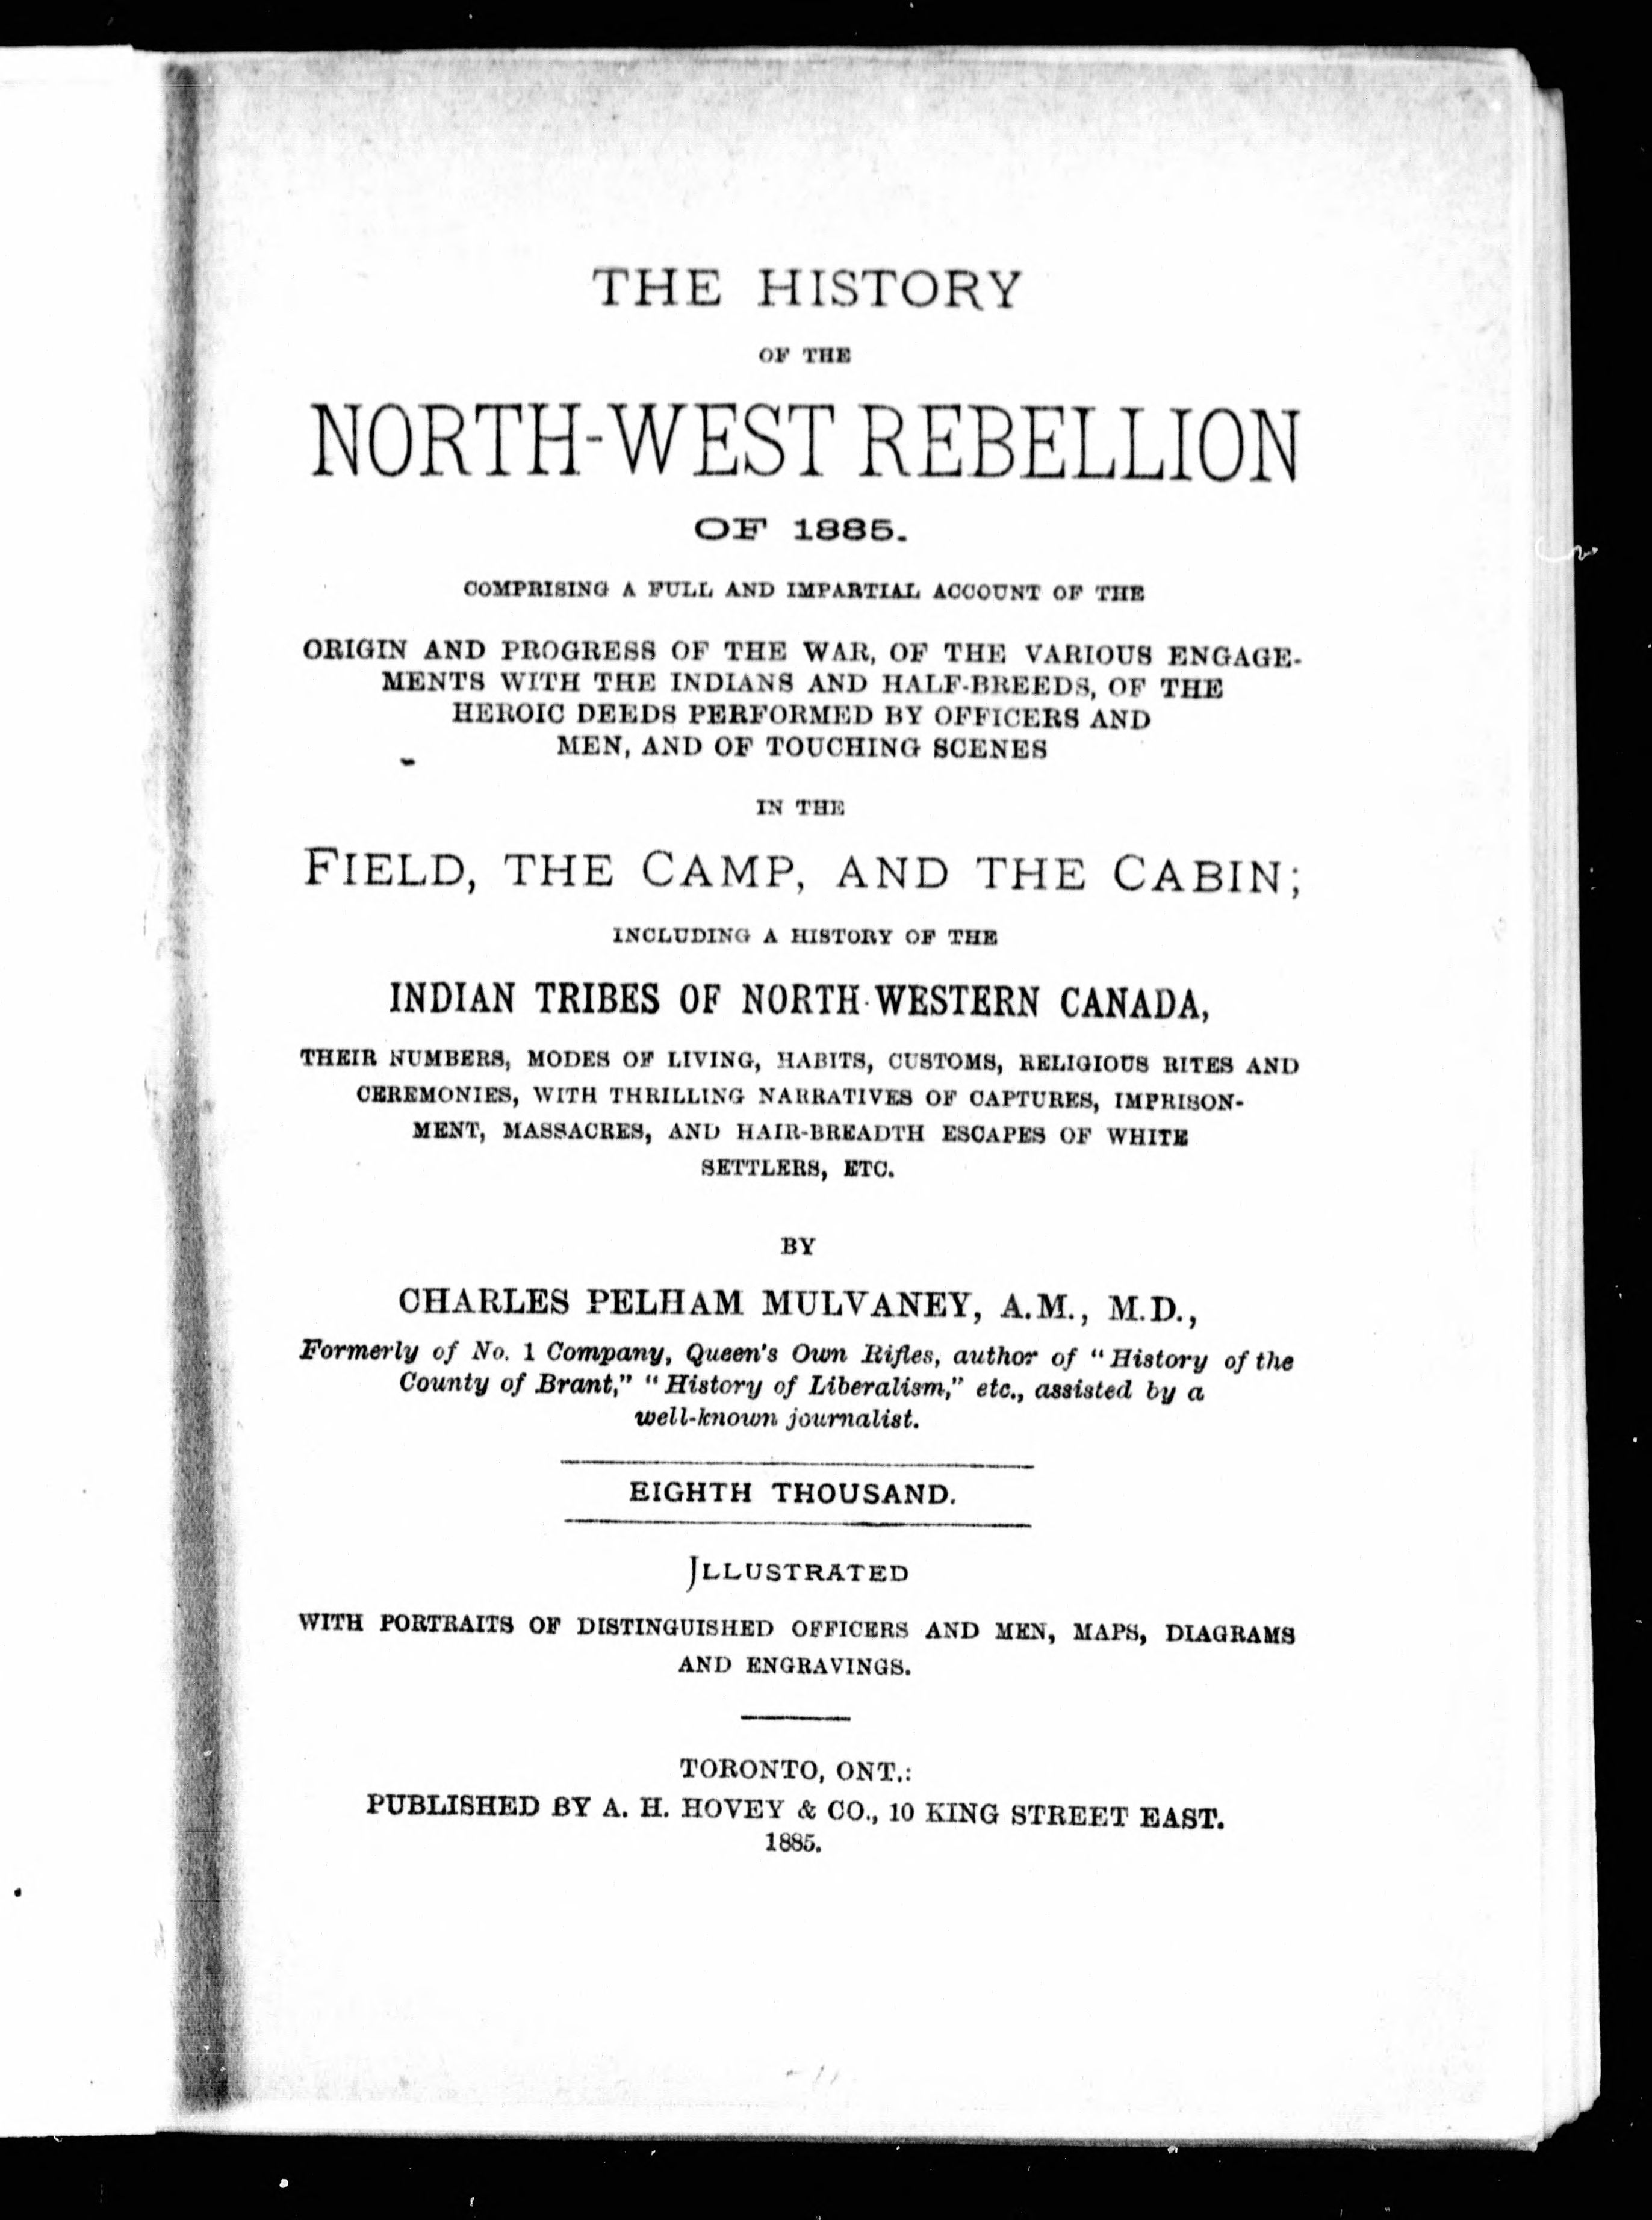 THE HISTORY
OF THE
NORTH-WEST REBELLION
OF 1885.
COMPRISING A FULL AND IMPARTIAL ACCOUNT OF THE
ORIGIN AND PROGRESS OF THE WAR, OF THE VARIOUS ENGAGE-
MENTS WITH THE INDIANS AND HALF-BREEDS, OF THE
HEROIC DEEDS PERFORMED BY OFFICERS AND
MEN, AND OF TOUCHING SCENES
IN THE
FIELD, THE CAMP, AND THE CABIN;
INCLUDING A HISTORY OF THE
INDIAN TRIBES OF NORTH-WESTERN CANADA,
THEIR NUMBERS, MODES OF LIVING, HABITS, CUSTOMS, RELIGIOUS RITES AND
CEREMONIES, WITH THRILLING NARRATIVES OF CAPTURES, IMPRISON-
MENT, MASSACRES, AND HAIR-BREADTH ESCAPES OF WHITE
SETTLERS, ETC.
BY
CHARLES PELHAM MULVANEY, A.M., M.D.,
Formerly of No. 1 Company, Queen's Own Rifles, author of "History of the
County of Brant," "History of Liberalism," etc., assisted by a
well-known journalist.
EIGHTH THOUSAND.
ILLUSTRATED
WITH PORTRAITS OF DISTINGUISHED OFFICERS AND MEN, MAPS, DIAGRAMS
AND ENGRAVINGS.
TORONTO, ONT.:
PUBLISHED BY A. H. HOVEY & CO., 10 KING STREET EAST.
1885.